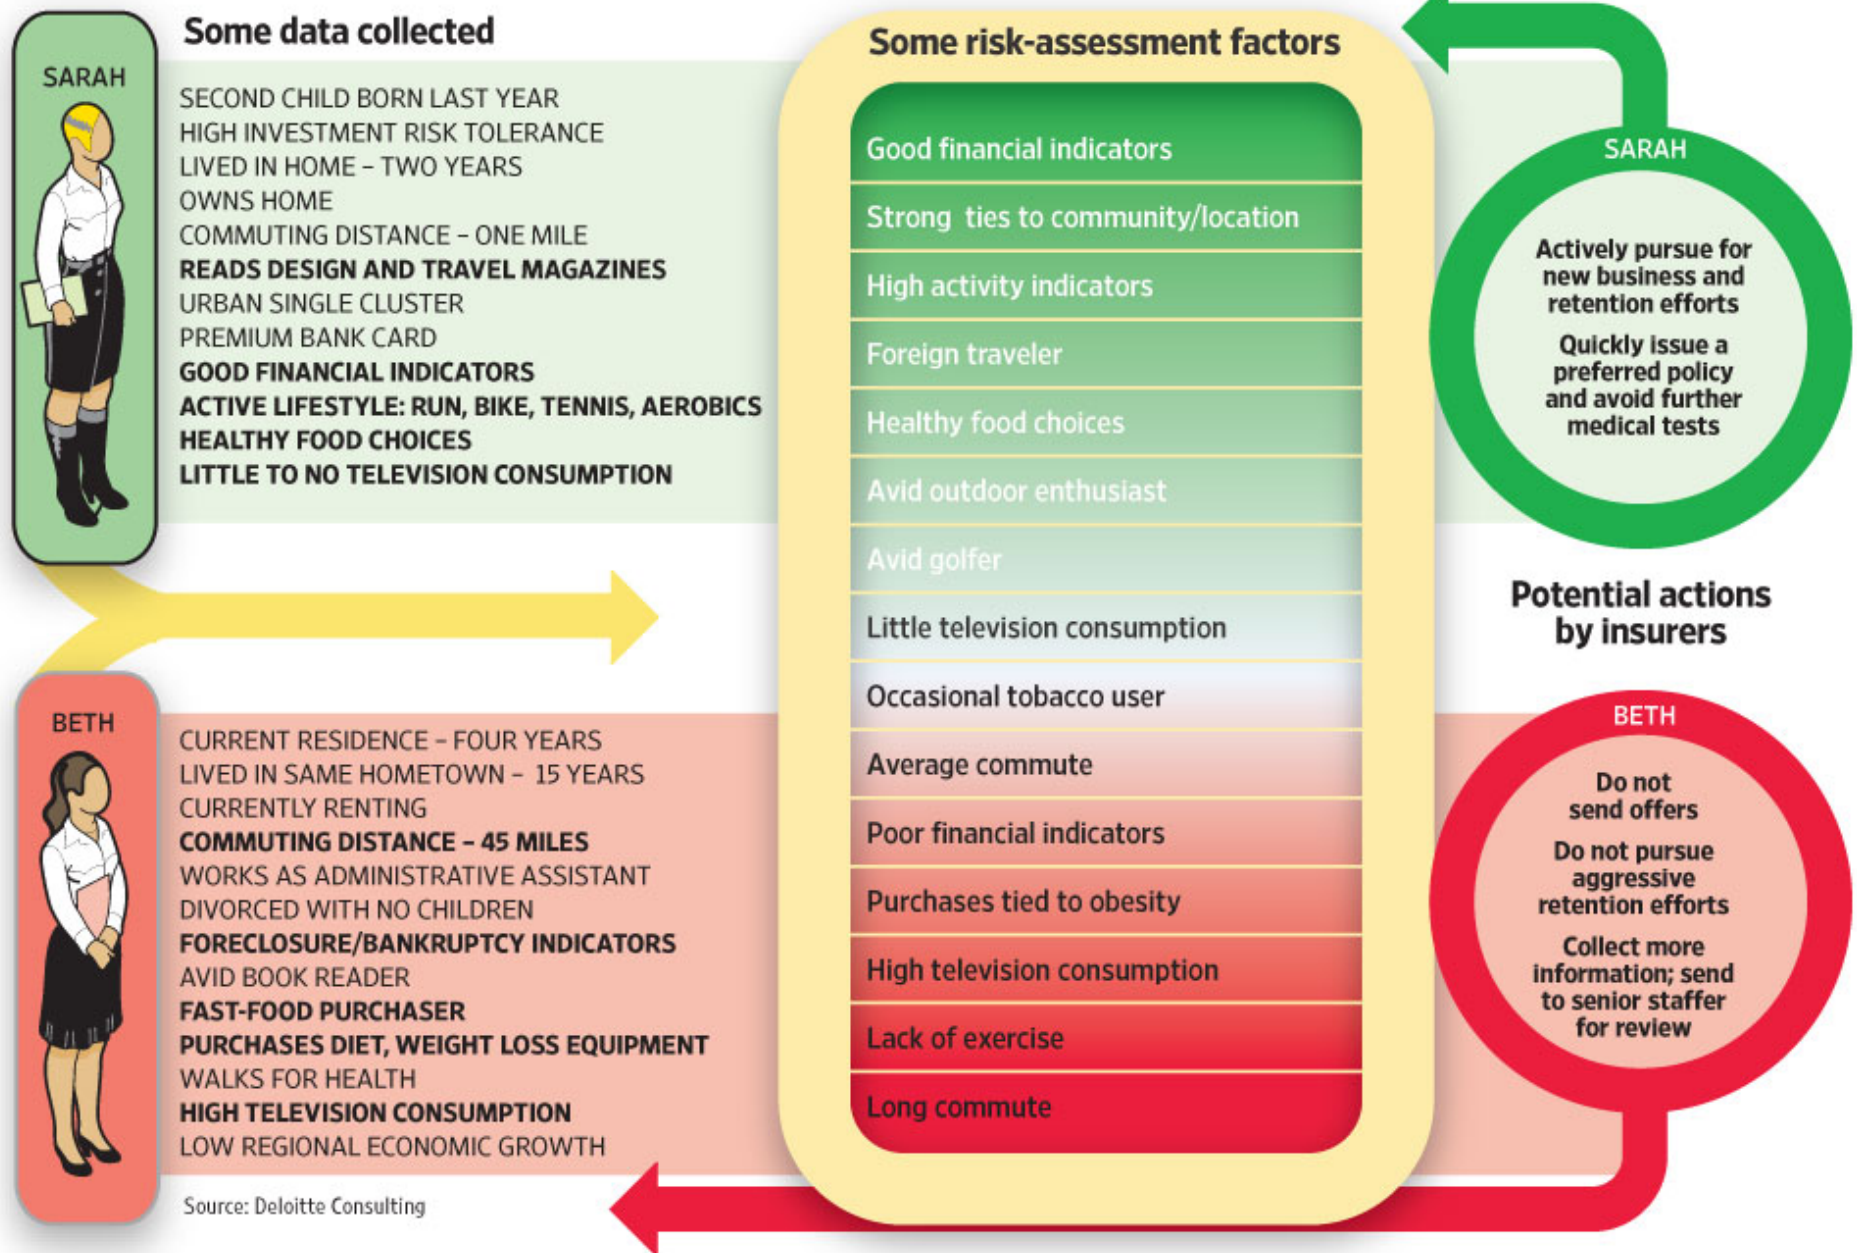 Some data collected
SARAH
SECOND CHILD BORN LAST YEAR
HIGH INVESTMENT RISK TOLERANCE
LIVED IN HOME – TWO YEARS
OWNS HOME
COMMUTING DISTANCE – ONE MILE
READS DESIGN AND TRAVEL MAGAZINES
URBAN SINGLE CLUSTER
PREMIUM BANK CARD
GOOD FINANCIAL INDICATORS
ACTIVE LIFESTYLE: RUN, BIKE, TENNIS, AEROBICS
HEALTHY FOOD CHOICES
LITTLE TO NO TELEVISION CONSUMPTION
BETH
CURRENT RESIDENCE – FOUR YEARS
LIVED IN SAME HOMETOWN – 15 YEARS
CURRENTLY RENTING
COMMUTING DISTANCE – 45 MILES
WORKS AS ADMINISTRATIVE ASSISTANT
DIVORCED WITH NO CHILDREN
FORECLOSURE/BANKRUPTCY INDICATORS
AVID BOOK READER
FAST-FOOD PURCHASER
PURCHASES DIET, WEIGHT LOSS EQUIPMENT
WALKS FOR HEALTH
HIGH TELEVISION CONSUMPTION
LOW REGIONAL ECONOMIC GROWTH
Source: Deloitte Consulting
Some risk-assessment factors
Good financial indicators
Strong ties to community/location
High activity indicators
Foreign traveler
Healthy food choices
Avid outdoor enthusiast
Avid golfer
Little television consumption
Occasional tobacco user
Average commute
Poor financial indicators
Purchases tied to obesity
High television consumption
Lack of exercise
Long commute
SARAH
Actively pursue for
new business and
retention efforts
Quickly issue a
preferred policy
and avoid further
medical tests
Potential actions
by insurers
BETH
Do not
send offers
Do not pursue
aggressive
retention efforts
Collect more
information; send
to senior staffer
for review